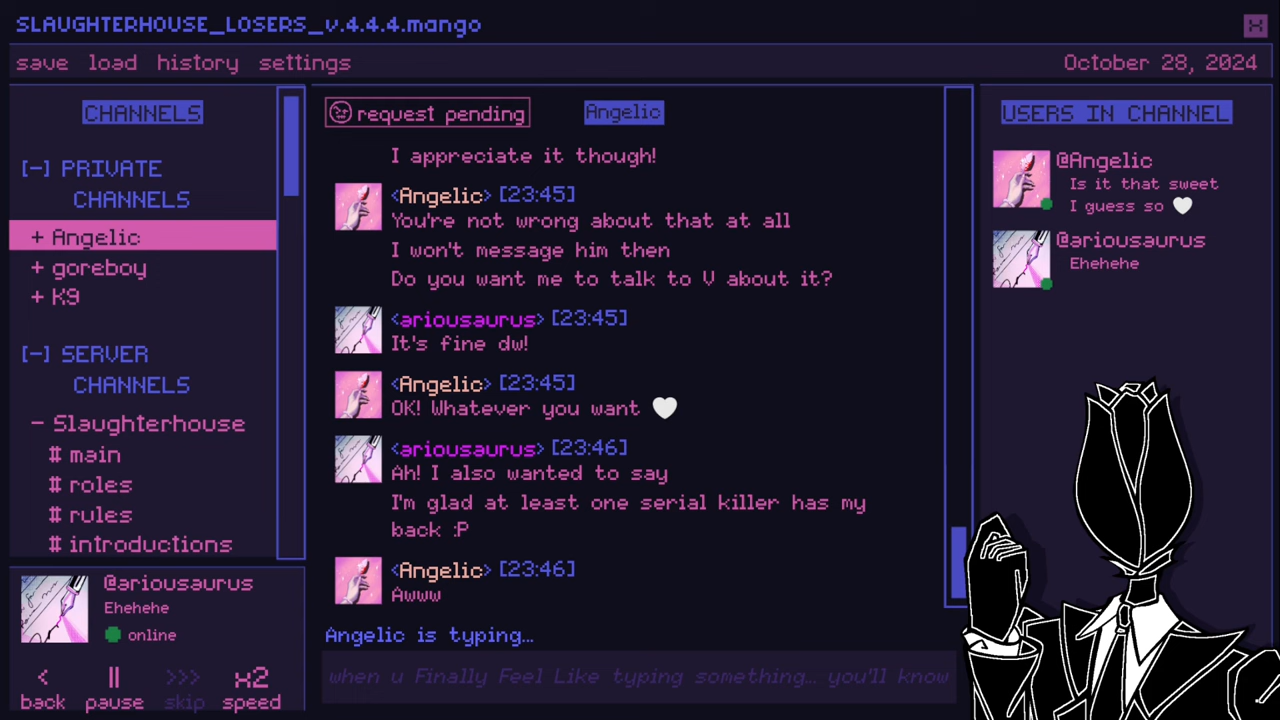 SLAUGHTERHOUSE_LOSERS_v.4.4.4.mango
X
save load history settings
October 28, 2024
CHANNELS
[-] PRIVATE
CHANNELS
+ Angelic
+ goreboy
+ K9
[-] SERVER
CHANNELS
- Slaughterhouse
# main
# roles
# rules
# introductions
@ariousaurus
Ehehehe
online
< || >>> x2
back pause skip speed
request pending
Angelic
I appreciate it though!
<Angelic> [23:45]
You're not wrong about that at all
I won't message him then
Do you want me to talk to V about it?
<ariousaurus> [23:45]
It's fine dw!
<Angelic> [23:45]
OK! Whatever you want 🤍
<ariousaurus> [23:46]
Ah! I also wanted to say
I'm glad at least one serial killer has my
back :P
<Angelic> [23:46]
Awww
Angelic is typing...
when u Finally Feel Like typing something... you'll know
USERS IN CHANNEL
@Angelic
Is it that sweet
I guess so 🤍
@ariousaurus
Ehehehe